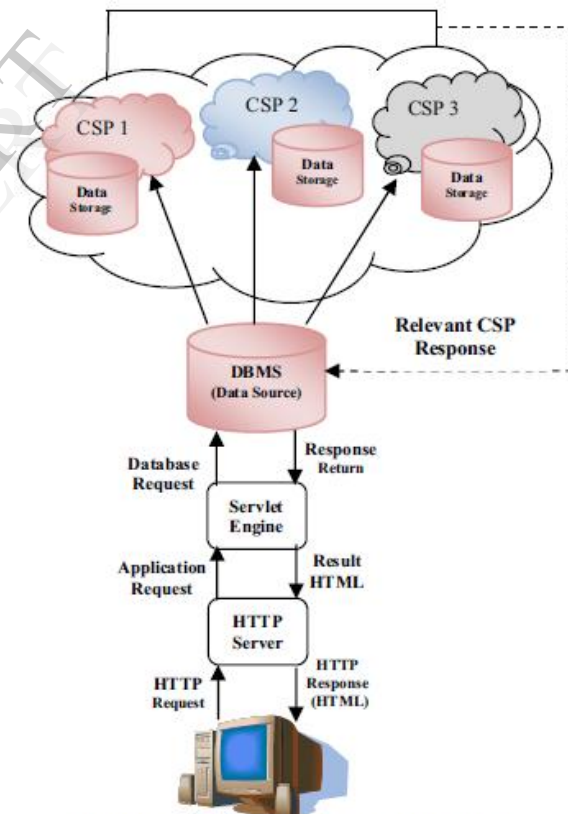 CSP 1
CSP 2
CSP 3
Data
Storage
Data
Storage
Data
Storage
Relevant CSP
Response
DBMS
(Data Source)
Database
Request
Response
Return
Servlet
Engine
Application
Request
Result
HTML
HTTP
Server
HTTP
Request
HTTP
Response
(HTML)